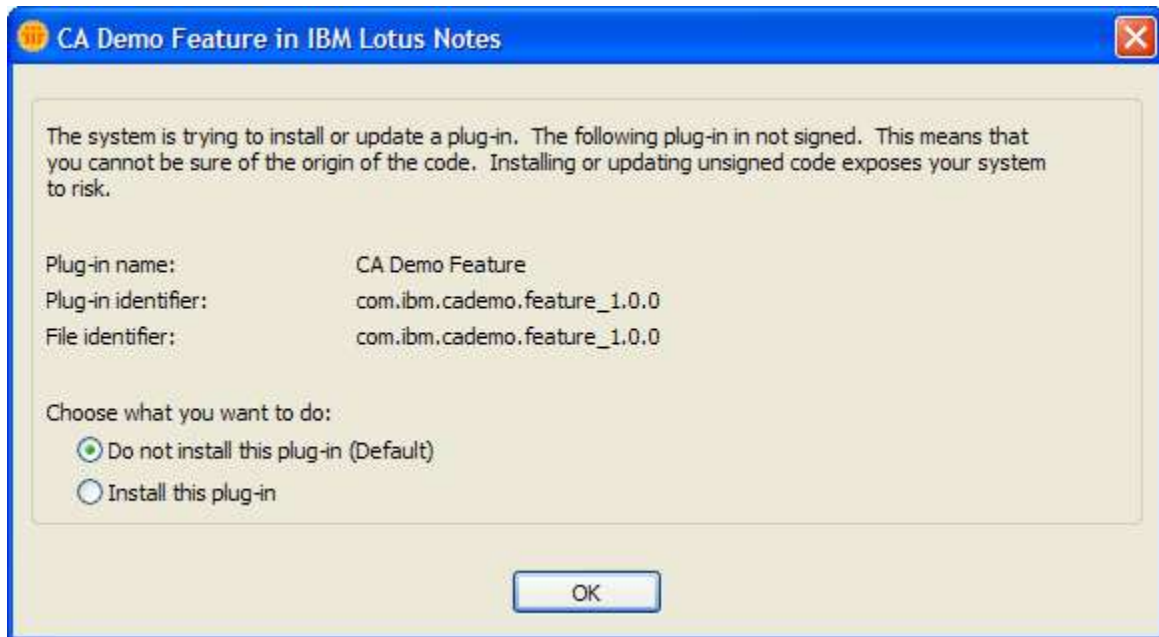 CA Demo Feature in IBM Lotus Notes
The system is trying to install or update a plug-in. The following plug-in in not signed. This means that
you cannot be sure of the origin of the code. Installing or updating unsigned code exposes your system
to risk.
Plug-in name: CA Demo Feature
Plug-in identifier: com.ibm.cademo.feature_1.0.0
File identifier: com.ibm.cademo.feature_1.0.0
Choose what you want to do:
Do not install this plug-in (Default)
Install this plug-in
OK